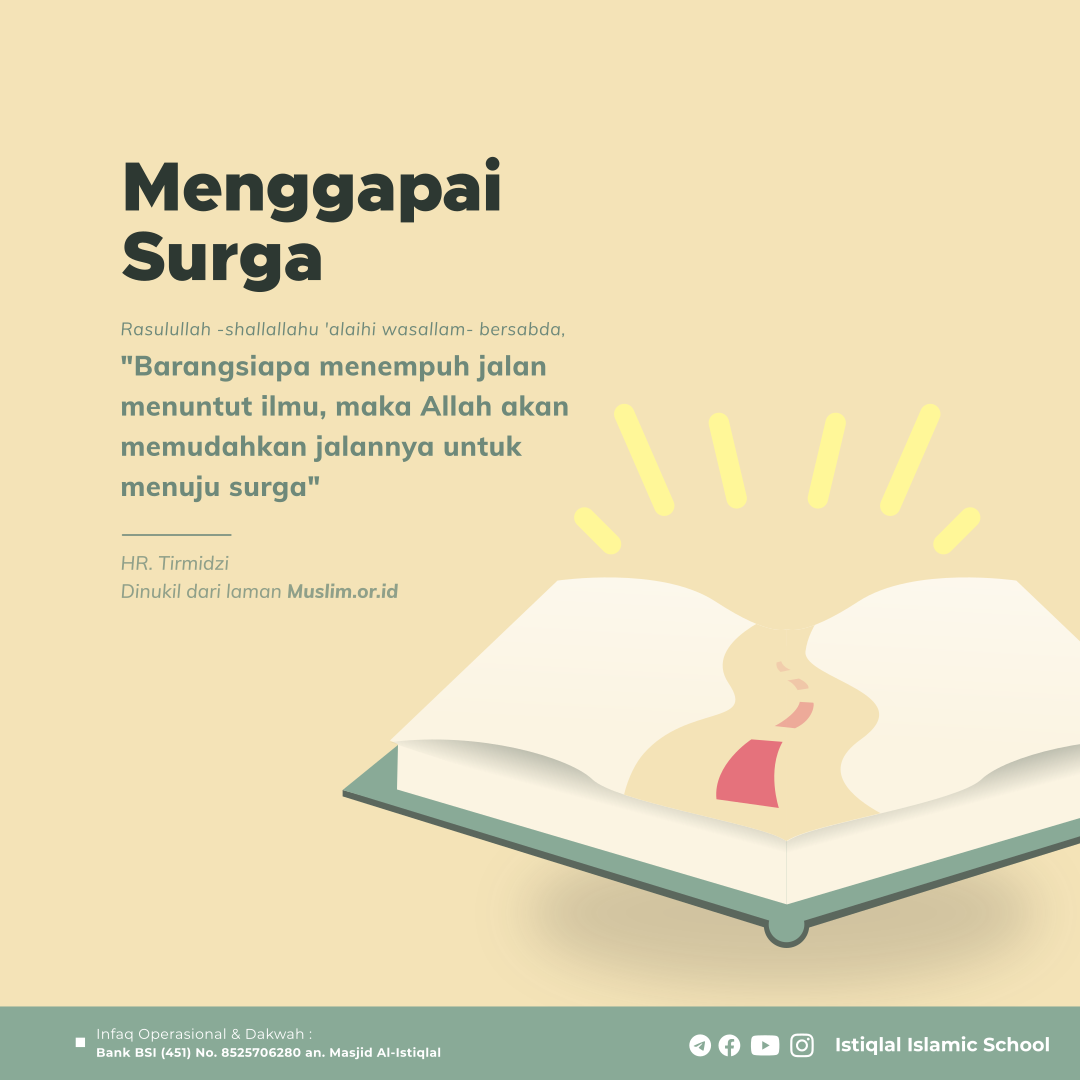 Menggapai
Surga
Rasulullah -shallallahu 'alaihi wasallam- bersabda,
"Barangsiapa menempuh jalan
menuntut ilmu, maka Allah akan
memudahkan jalannya untuk
menuju surga"
HR. Tirmidzi
Dinukil dari laman Muslim.or.id
Infaq Operasional & Dakwah :
Bank BSI (451) No. 8525706280 an. Masjid Al-Istiqlal
Istiqlal Islamic School